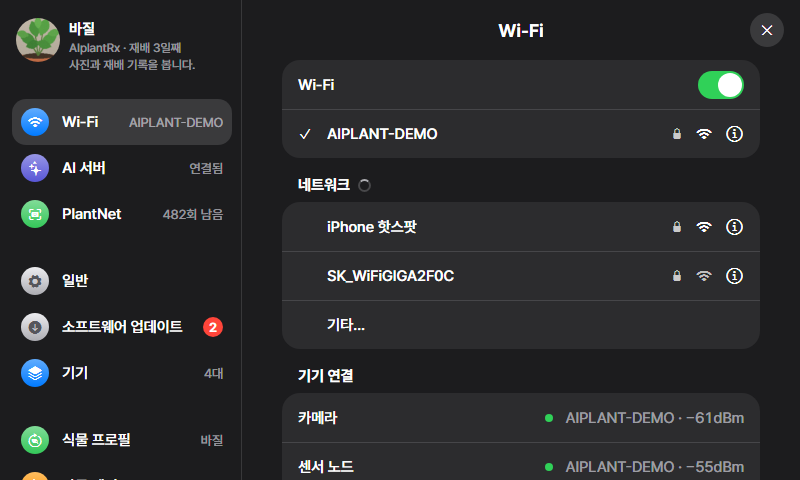 바질
AIplantRx · 재배 3일째
사진과 재배 기록을 봅니다.
Wi-Fi AIPLANT-DEMO
AI 서버 연결됨
PlantNet 482회 남음
일반
소프트웨어 업데이트 2
기기 4대
식물 프로필 바질
Wi-Fi
Wi-Fi
AIPLANT-DEMO
네트워크
iPhone 핫스팟
SK_WiFiGIGA2F0C
기타...
기기 연결
카메라 AIPLANT-DEMO · −61dBm
센서 노드 AIPLANT-DEMO · −55dBm